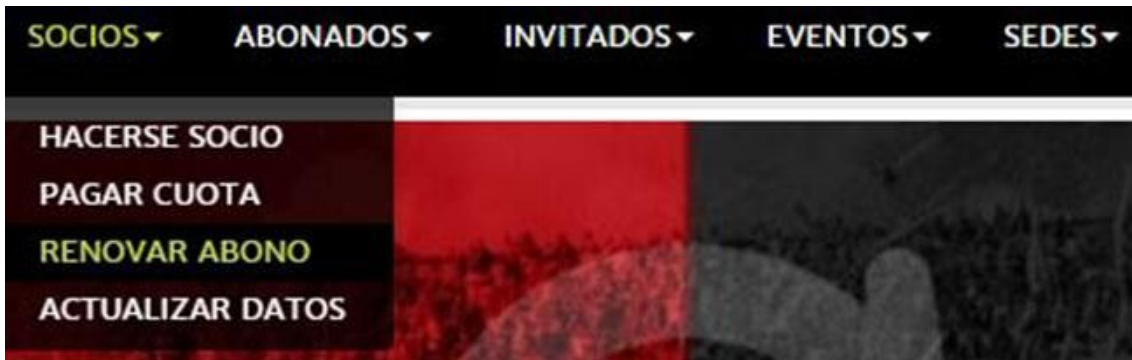 SOCIOS ABONADOS INVITADOS EVENTOS SEDES
HACERSE SOCIO
PAGAR CUOTA
RENOVAR ABONO
ACTUALIZAR DATOS